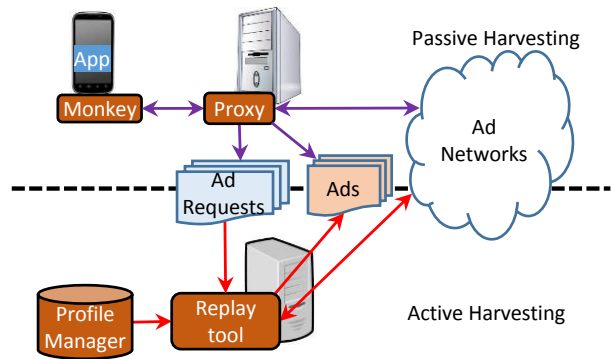 Passive Harvesting
App
Monkey
Proxy
Ad
Networks
Ad
Requests
Ads
Profile
Manager
Replay
tool
Active Harvesting